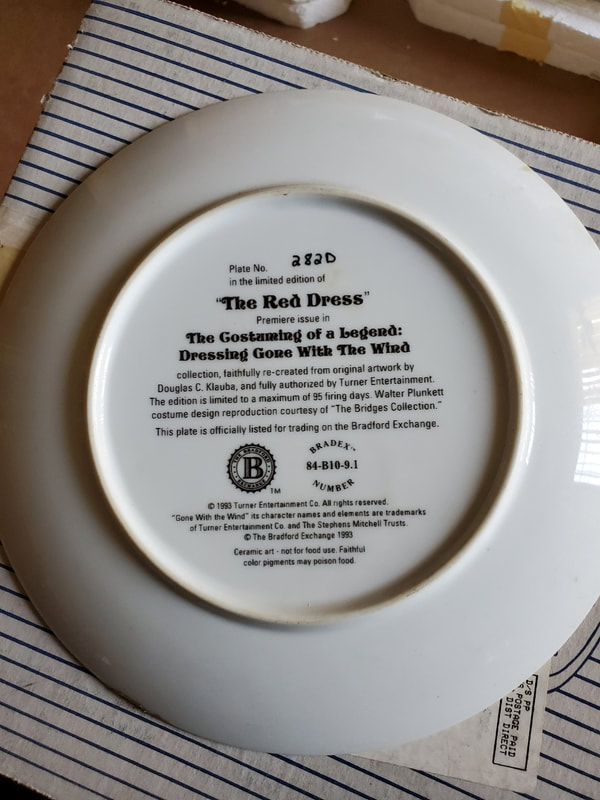 Plate No. 282D
in the limited edition of
"The Red Dress"
Premiere issue in
The Costuming of a Legend:
Dressing Gone With The Wind
collection, faithfully re-created from original artwork by
Douglas C. Klauba, and fully authorized by Turner Entertainment.
The edition is limited to a maximum of 95 firing days. Walter Plunkett
costume design reproduction courtesy of "The Bridges Collection."
This plate is officially listed for trading on the Bradford Exchange.
THE BRADFORD
B
EXCHANGE
TM
BRADEX™
84-B10-9.1
NUMBER
© 1993 Turner Entertainment Co. All rights reserved.
"Gone With the Wind" its character names and elements are trademarks
of Turner Entertainment Co. and The Stephens Mitchell Trusts.
© The Bradford Exchange 1993
Ceramic art - not for food use. Faithful
color pigments may poison food.
D/S PP
POSTAGE PAID
DIST DIRECT